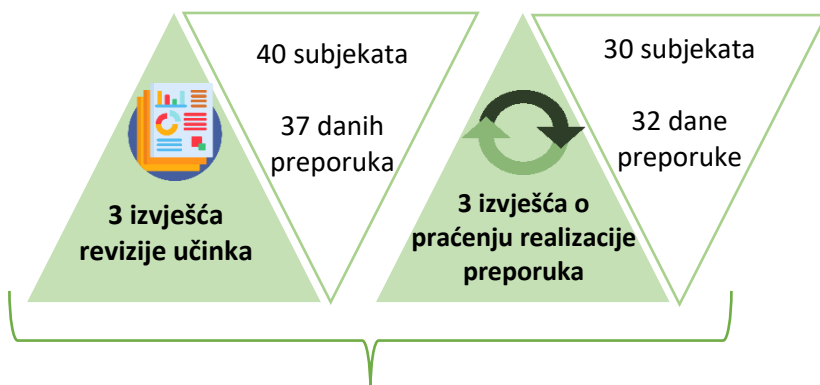 3 izvješća
revizije učinka
40 subjekata
37 danih
preporuka
3 izvješća o
praćenju realizacije
preporuka
30 subjekata
32 dane
preporuke